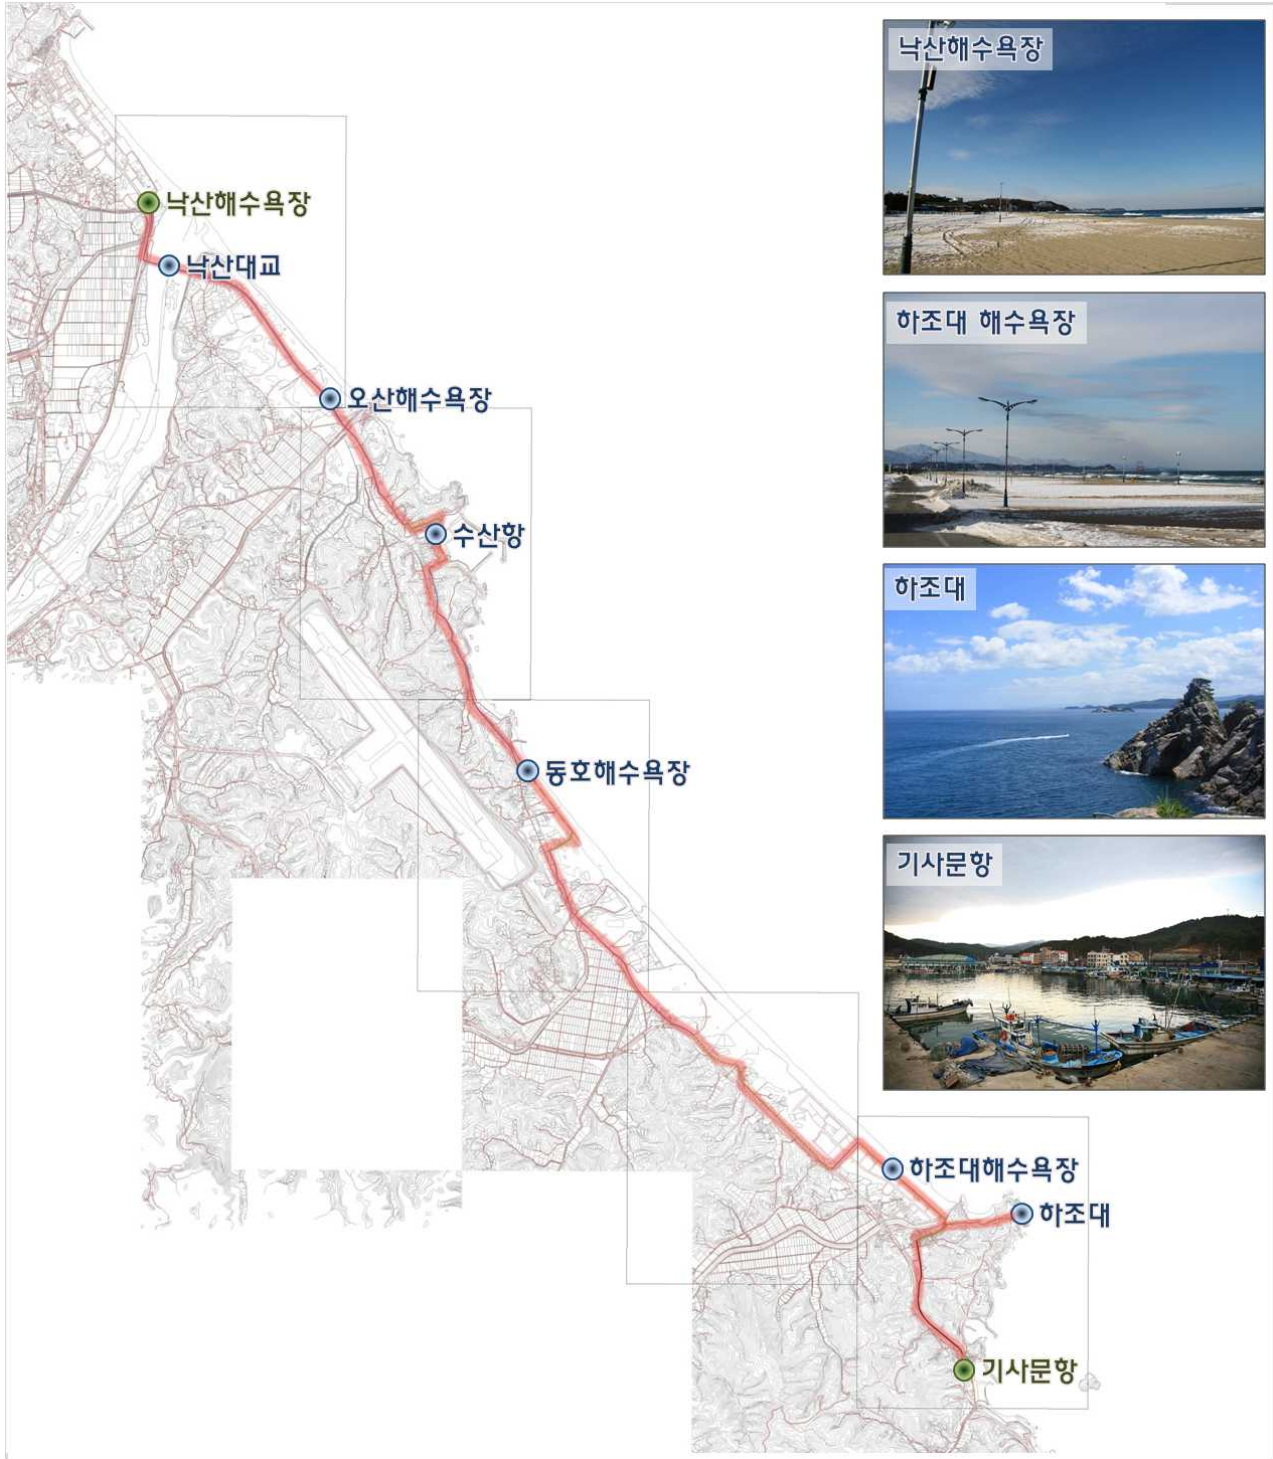 낙산해수욕장
낙산대교
오산해수욕장
수산항
동호해수욕장
하조대해수욕장
하조대
기사문항
낙산해수욕장
하조대 해수욕장
하조대
기사문항